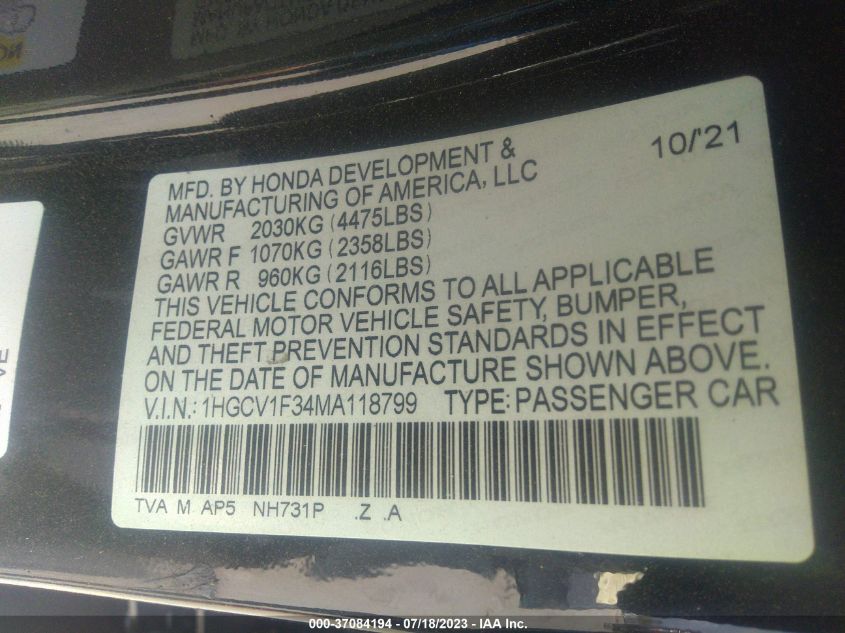 10/'21
MFD. BY HONDA DEVELOPMENT &
MANUFACTURING OF AMERICA, LLC
GVWR 2030KG (4475LBS)
GAWR F 1070KG (2358LBS)
GAWR R 960KG (2116LBS)
THIS VEHICLE CONFORMS TO ALL APPLICABLE
FEDERAL MOTOR VEHICLE SAFETY, BUMPER,
AND THEFT PREVENTION STANDARDS IN EFFECT
ON THE DATE OF MANUFACTURE SHOWN ABOVE.
V.I.N.: 1HGCV1F34MA118799 TYPE: PASSENGER CAR
TVA M AP5 NH731P .Z .A
VE
000-37084194 - 07/18/2023 - IAA Inc.